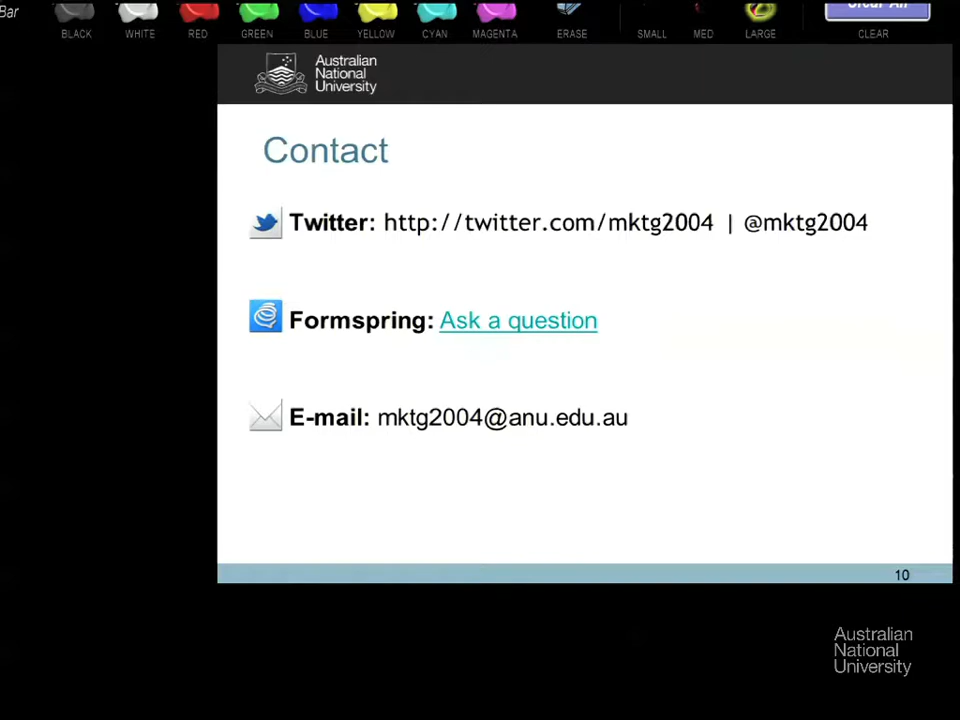 Bar
BLACK WHITE RED GREEN BLUE YELLOW CYAN MAGENTA ERASE SMALL MED LARGE CLEAR
Australian
National
University
Contact
Twitter: http://twitter.com/mktg2004 | @mktg2004
Formspring: Ask a question
E-mail: mktg2004@anu.edu.au
10
Australian
National
University